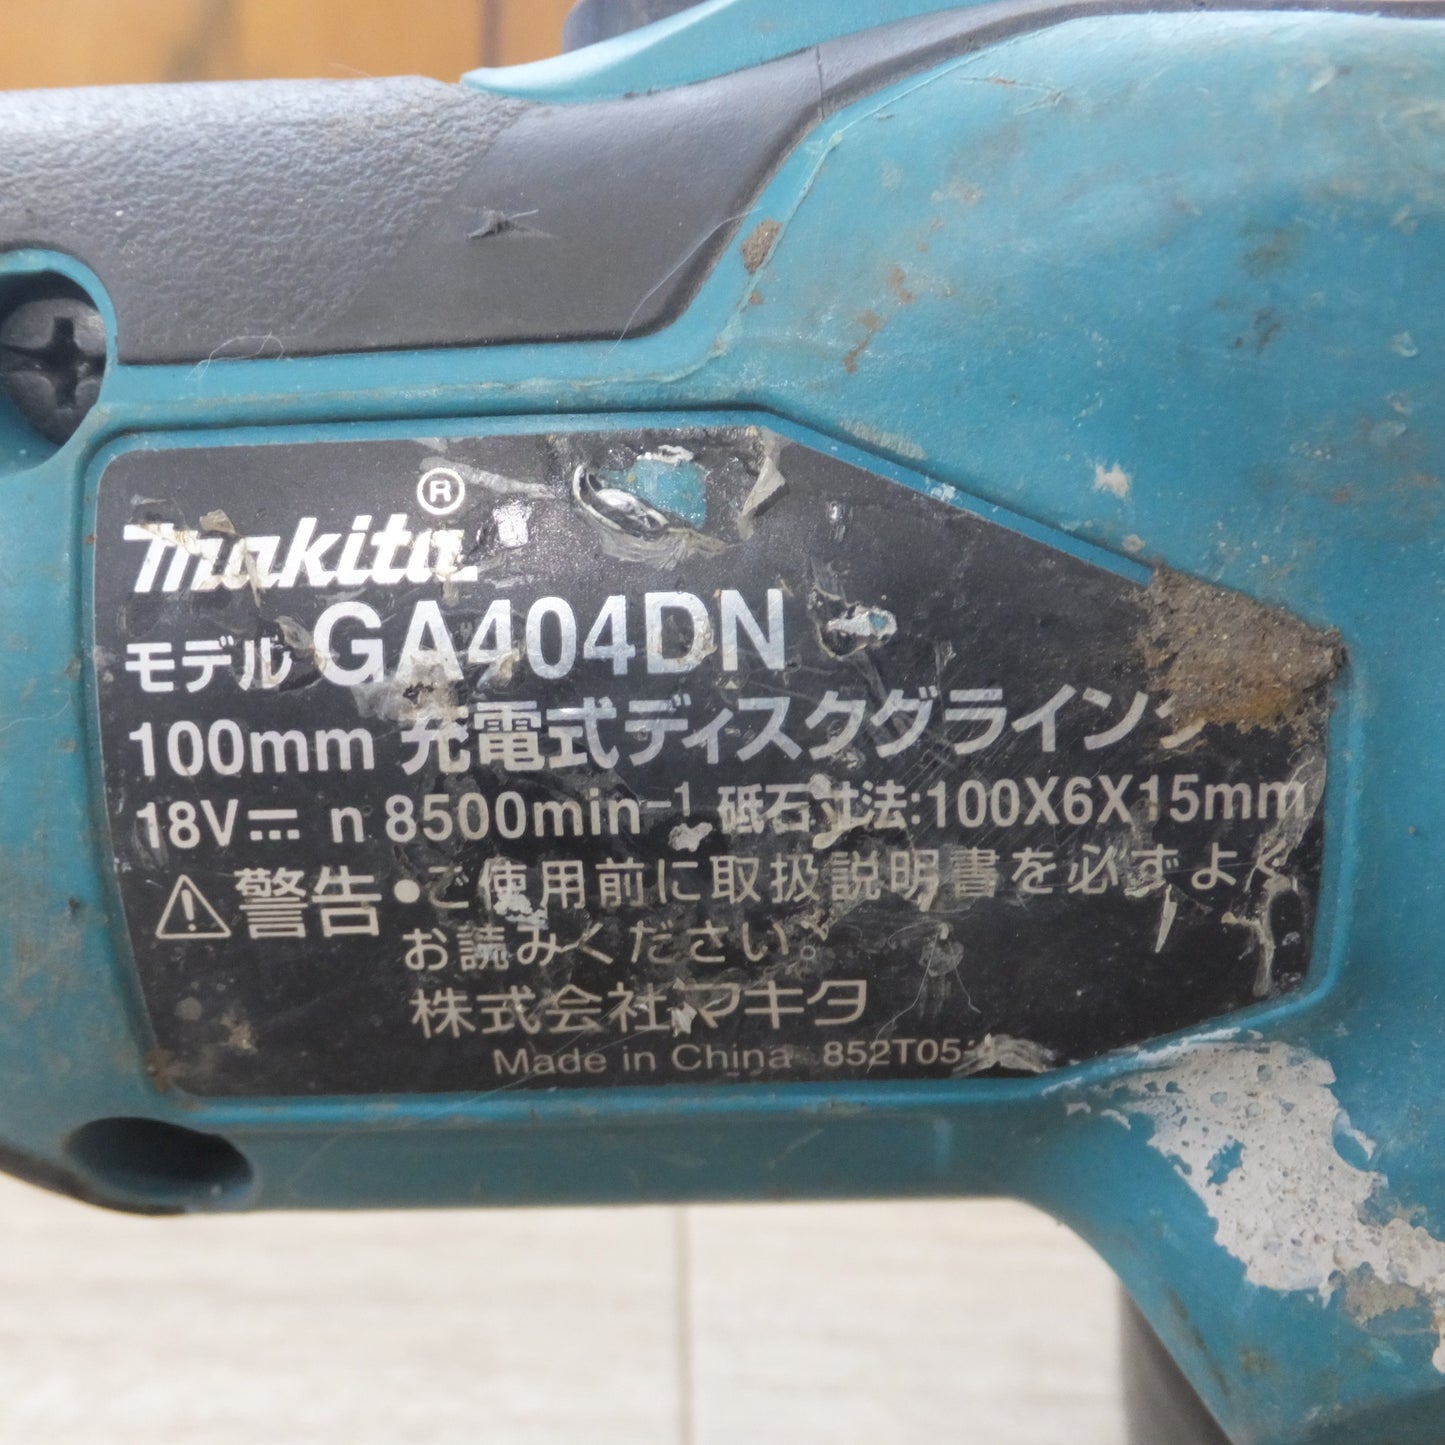 ®
makita
モデル GA404DN
100mm 充電式ディスクグライン
18V⎓ n 8500min⁻¹ 砥石寸法:100X6X15mm
⚠警告 ●ご使用前に取扱説明書を必ずよく
お読みください。
株式会社マキタ
Made in China 852T05